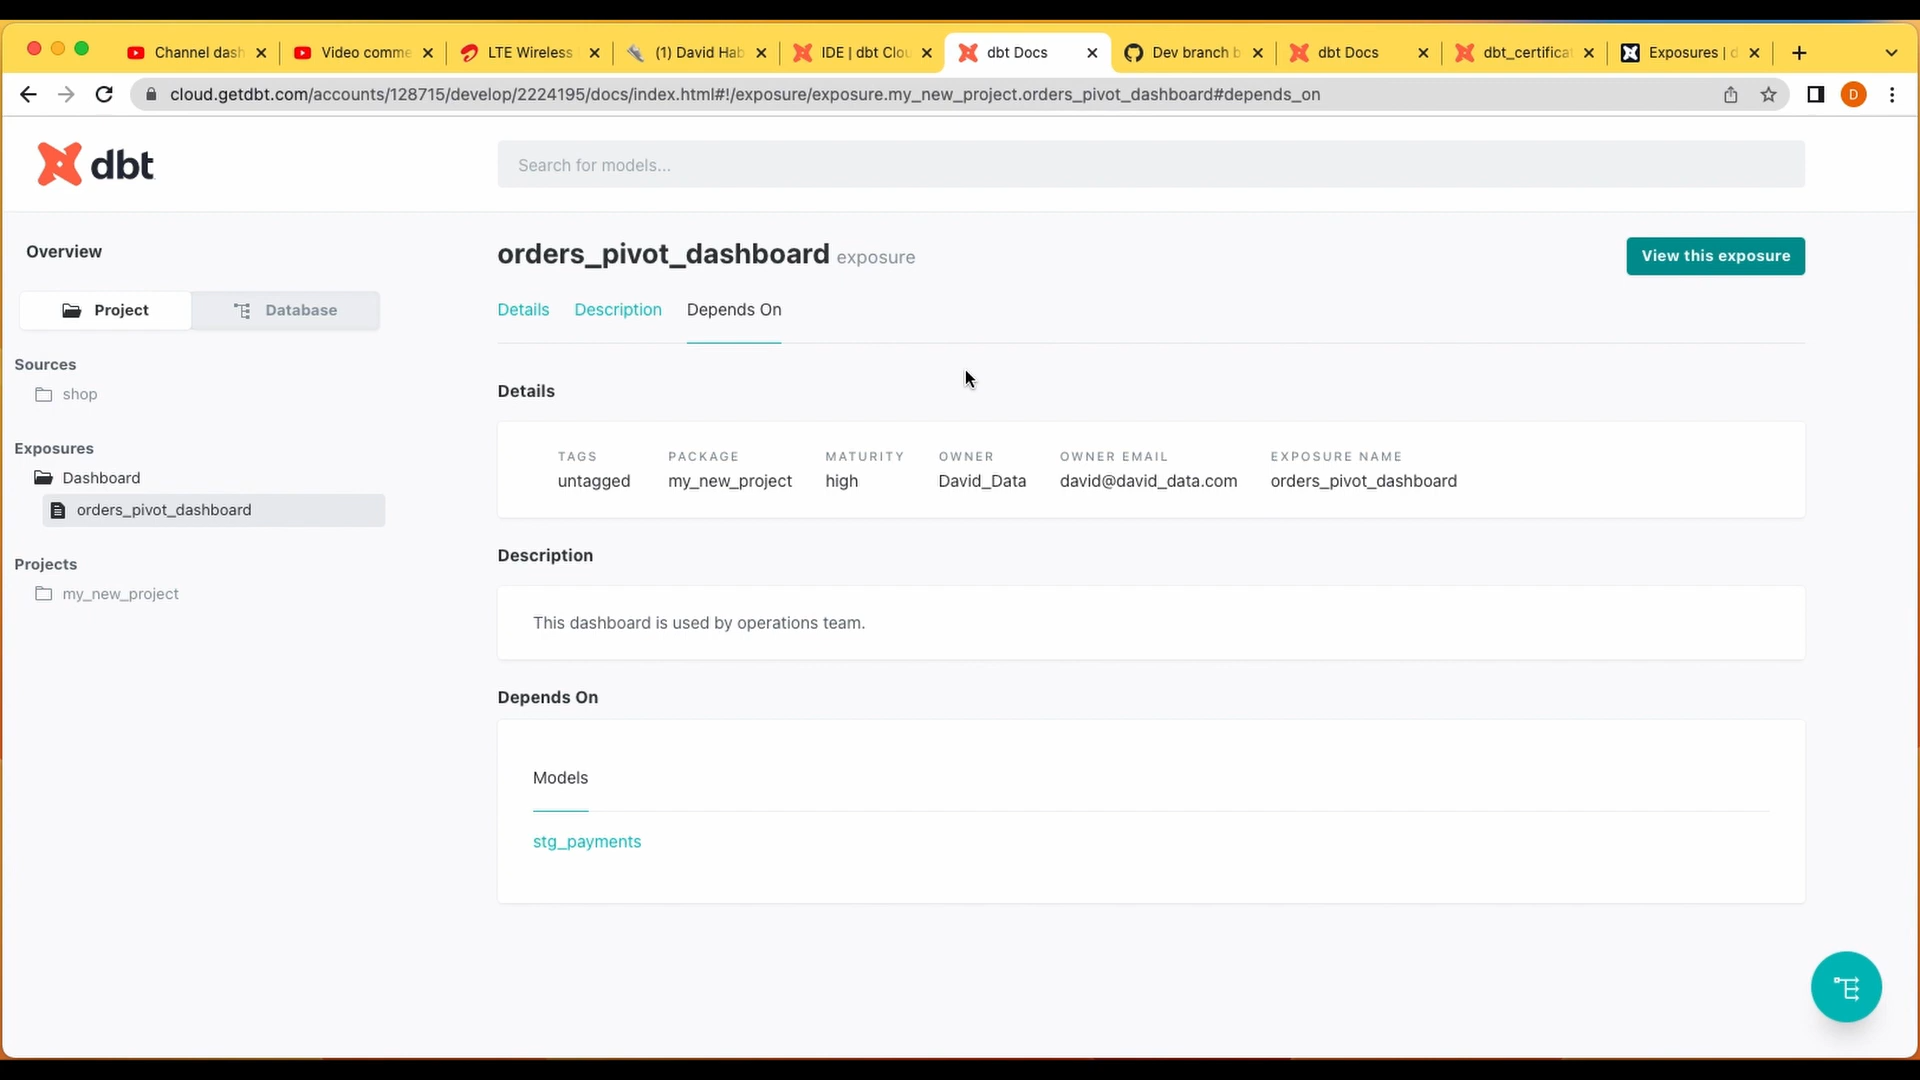 Channel dash
Video comme
LTE Wireless
(1) David Hab
IDE | dbt Clou
dbt Docs
Dev branch b
dbt Docs
dbt_certifica
Exposures | d
cloud.getdbt.com/accounts/128715/develop/2224195/docs/index.html#!/exposure/exposure.my_new_project.orders_pivot_dashboard#depends_on
D
dbt
Search for models...
Overview
Project
Database
Sources
shop
Exposures
Dashboard
orders_pivot_dashboard
Projects
my_new_project
orders_pivot_dashboard exposure
View this exposure
Details
Description
Depends On
Details
TAGS
untagged
PACKAGE
my_new_project
MATURITY
high
OWNER
David_Data
OWNER EMAIL
david@david_data.com
EXPOSURE NAME
orders_pivot_dashboard
Description
This dashboard is used by operations team.
Depends On
Models
stg_payments